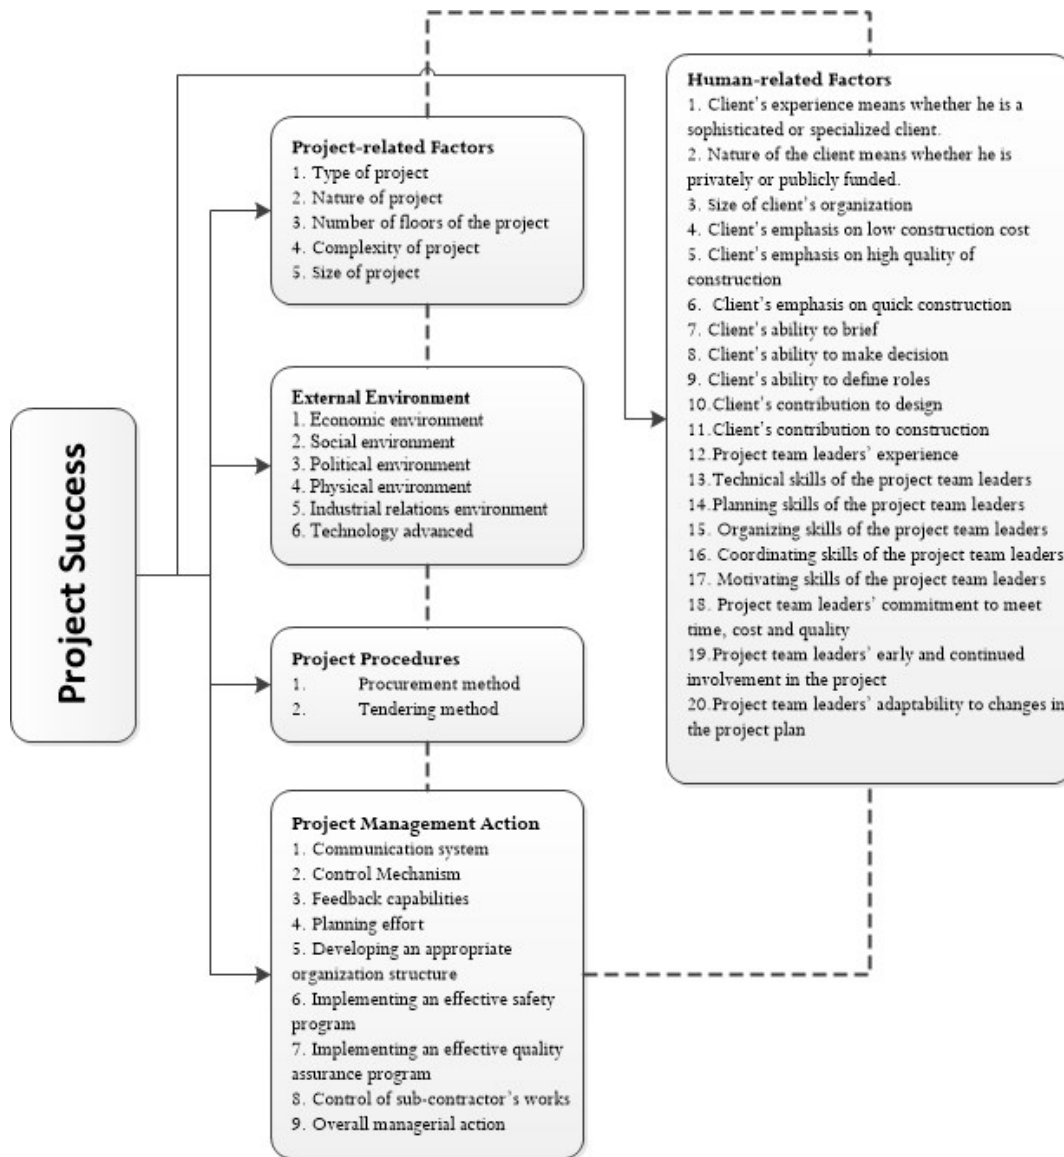 Project Success
Project-related Factors
1. Type of project
2. Nature of project
3. Number of floors of the project
4. Complexity of project
5. Size of project
External Environment
1. Economic environment
2. Social environment
3. Political environment
4. Physical environment
5. Industrial relations environment
6. Technology advanced
Project Procedures
1. Procurement method
2. Tendering method
Project Management Action
1. Communication system
2. Control Mechanism
3. Feedback capabilities
4. Planning effort
5. Developing an appropriate
organization structure
6. Implementing an effective safety
program
7. Implementing an effective quality
assurance program
8. Control of sub-contractor's works
9. Overall managerial action
Human-related Factors
1. Client's experience means whether he is a
sophisticated or specialized client.
2. Nature of the client means whether he is
privately or publicly funded.
3. Size of client's organization
4. Client's emphasis on low construction cost
5. Client's emphasis on high quality of
construction
6. Client's emphasis on quick construction
7. Client's ability to brief
8. Client's ability to make decision
9. Client's ability to define roles
10.Client's contribution to design
11.Client's contribution to construction
12.Project team leaders' experience
13.Technical skills of the project team leaders
14.Planning skills of the project team leaders
15. Organizing skills of the project team leaders
16. Coordinating skills of the project team leaders
17. Motivating skills of the project team leaders
18. Project team leaders' commitment to meet
time, cost and quality
19.Project team leaders' early and continued
involvement in the project
20.Project team leaders' adaptability to changes in
the project plan